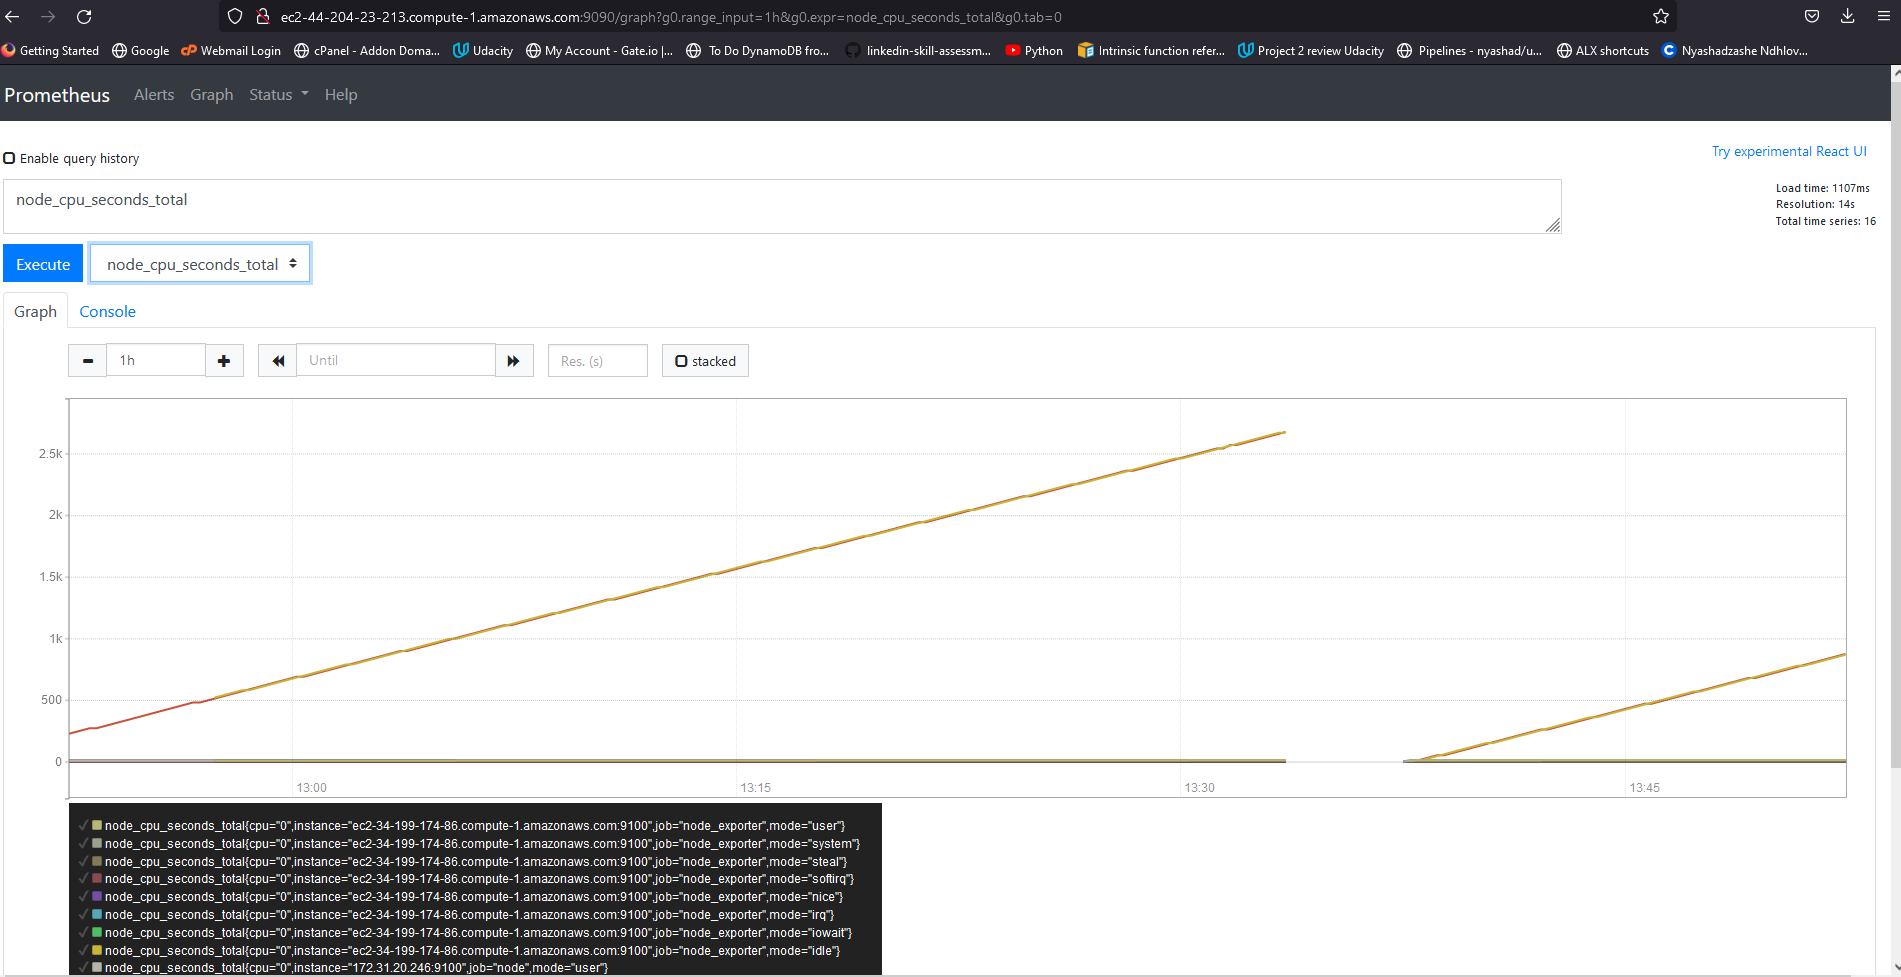 ec2-44-204-23-213.compute-1.amazonaws.com:9090/graph?g0.range_input=1h&g0.expr=node_cpu_seconds_total&g0.tab=0
Getting Started Google Webmail Login cPanel - Addon Doma... Udacity My Account - Gate.io |... To Do DynamoDB fro... linkedin-skill-assessm... Python Intrinsic function refer... Project 2 review Udacity Pipelines - nyashad/u... ALX shortcuts Nyashadzashe Ndhlov...
Prometheus Alerts Graph Status Help
Enable query history
Try experimental React UI
node_cpu_seconds_total
Load time: 1107ms
Resolution: 14s
Total time series: 16
Execute node_cpu_seconds_total
Graph Console
1h Until Res. (s) stacked
2.5k
2k
1.5k
1k
500
0
13:00 13:15 13:30 13:45
node_cpu_seconds_total{cpu="0",instance="ec2-34-199-174-86.compute-1.amazonaws.com:9100",job="node_exporter",mode="user"}
node_cpu_seconds_total{cpu="0",instance="ec2-34-199-174-86.compute-1.amazonaws.com:9100",job="node_exporter",mode="system"}
node_cpu_seconds_total{cpu="0",instance="ec2-34-199-174-86.compute-1.amazonaws.com:9100",job="node_exporter",mode="steal"}
node_cpu_seconds_total{cpu="0",instance="ec2-34-199-174-86.compute-1.amazonaws.com:9100",job="node_exporter",mode="softirq"}
node_cpu_seconds_total{cpu="0",instance="ec2-34-199-174-86.compute-1.amazonaws.com:9100",job="node_exporter",mode="nice"}
node_cpu_seconds_total{cpu="0",instance="ec2-34-199-174-86.compute-1.amazonaws.com:9100",job="node_exporter",mode="irq"}
node_cpu_seconds_total{cpu="0",instance="ec2-34-199-174-86.compute-1.amazonaws.com:9100",job="node_exporter",mode="iowait"}
node_cpu_seconds_total{cpu="0",instance="ec2-34-199-174-86.compute-1.amazonaws.com:9100",job="node_exporter",mode="idle"}
node_cpu_seconds_total{cpu="0",instance="172.31.20.246:9100",job="node",mode="user"}